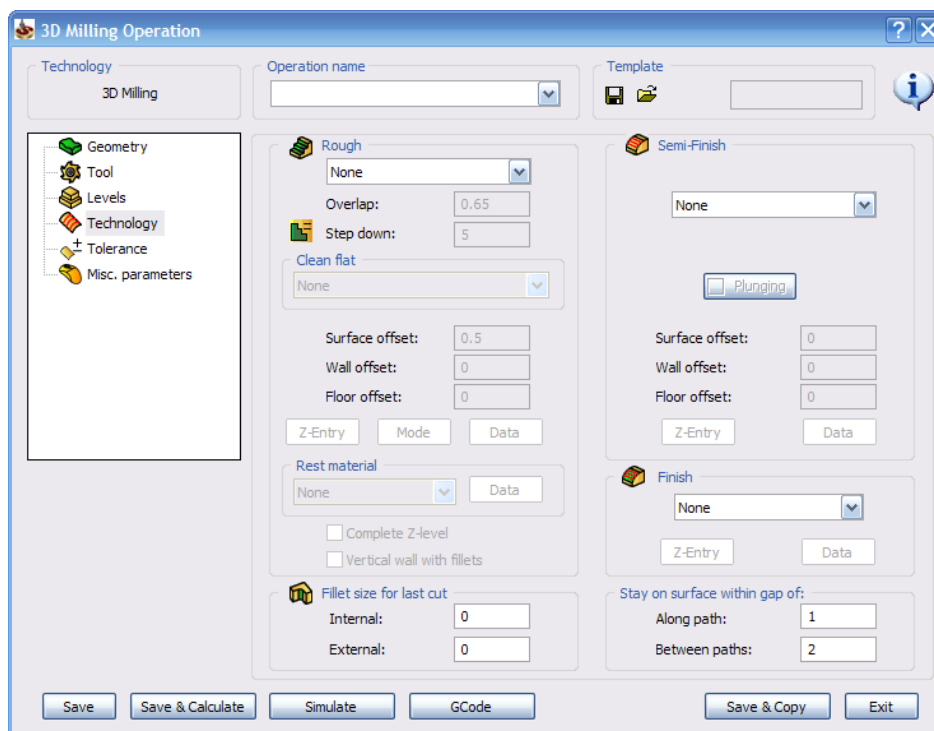 3D Milling Operation
Technology
3D Milling
Operation name
Template
Geometry
Tool
Levels
Technology
Tolerance
Misc. parameters
Rough
None
Overlap: 0.65
Step down: 5
Clean flat
None
Surface offset: 0.5
Wall offset: 0
Floor offset: 0
Z-Entry Mode Data
Rest material
None Data
Complete Z-level
Vertical wall with fillets
Fillet size for last cut
Internal: 0
External: 0
Semi-Finish
None
Plunging
Surface offset: 0
Wall offset: 0
Floor offset: 0
Z-Entry Data
Finish
None
Z-Entry Data
Stay on surface within gap of:
Along path: 1
Between paths: 2
Save Save & Calculate Simulate GCode Save & Copy Exit